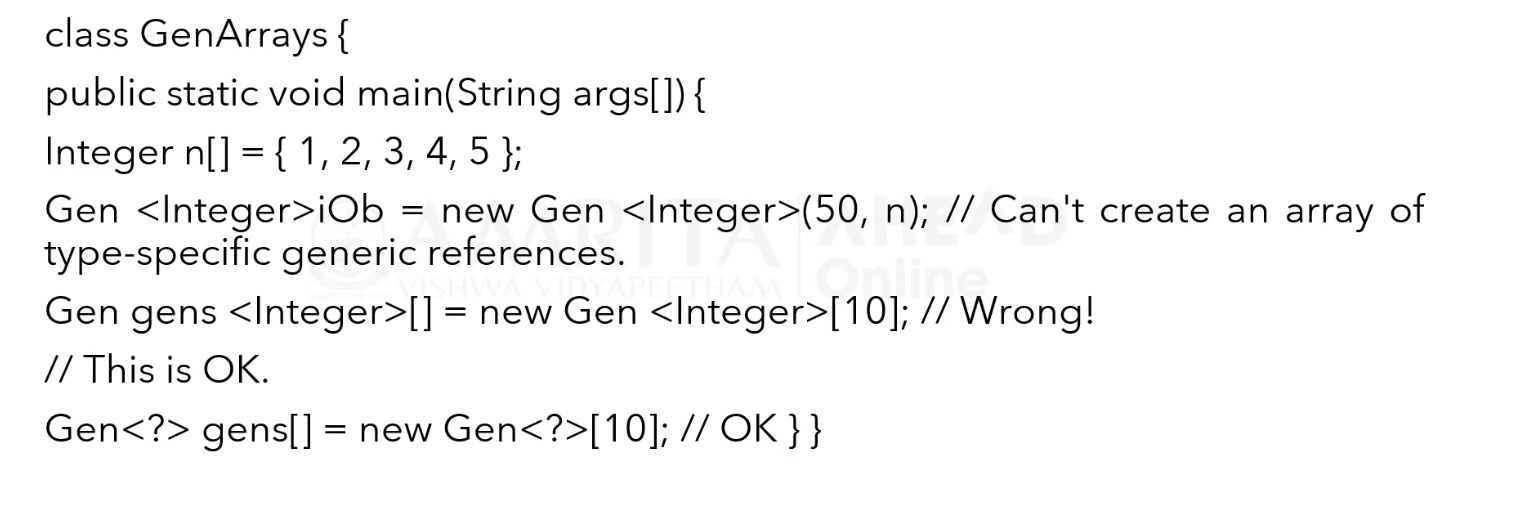 class GenArrays {
public static void main(String args[]) {
Integer n[] = { 1, 2, 3, 4, 5 };
Gen <Integer>iOb = new Gen <Integer>(50, n); // Can't create an array of
type-specific generic references.
Gen gens <Integer>[] = new Gen <Integer>[10]; // Wrong!
// This is OK.
Gen<?> gens[] = new Gen<?>[10]; // OK } }
AMRITA
VISHWA VIDYAPEETHAM
AHEAD
Online